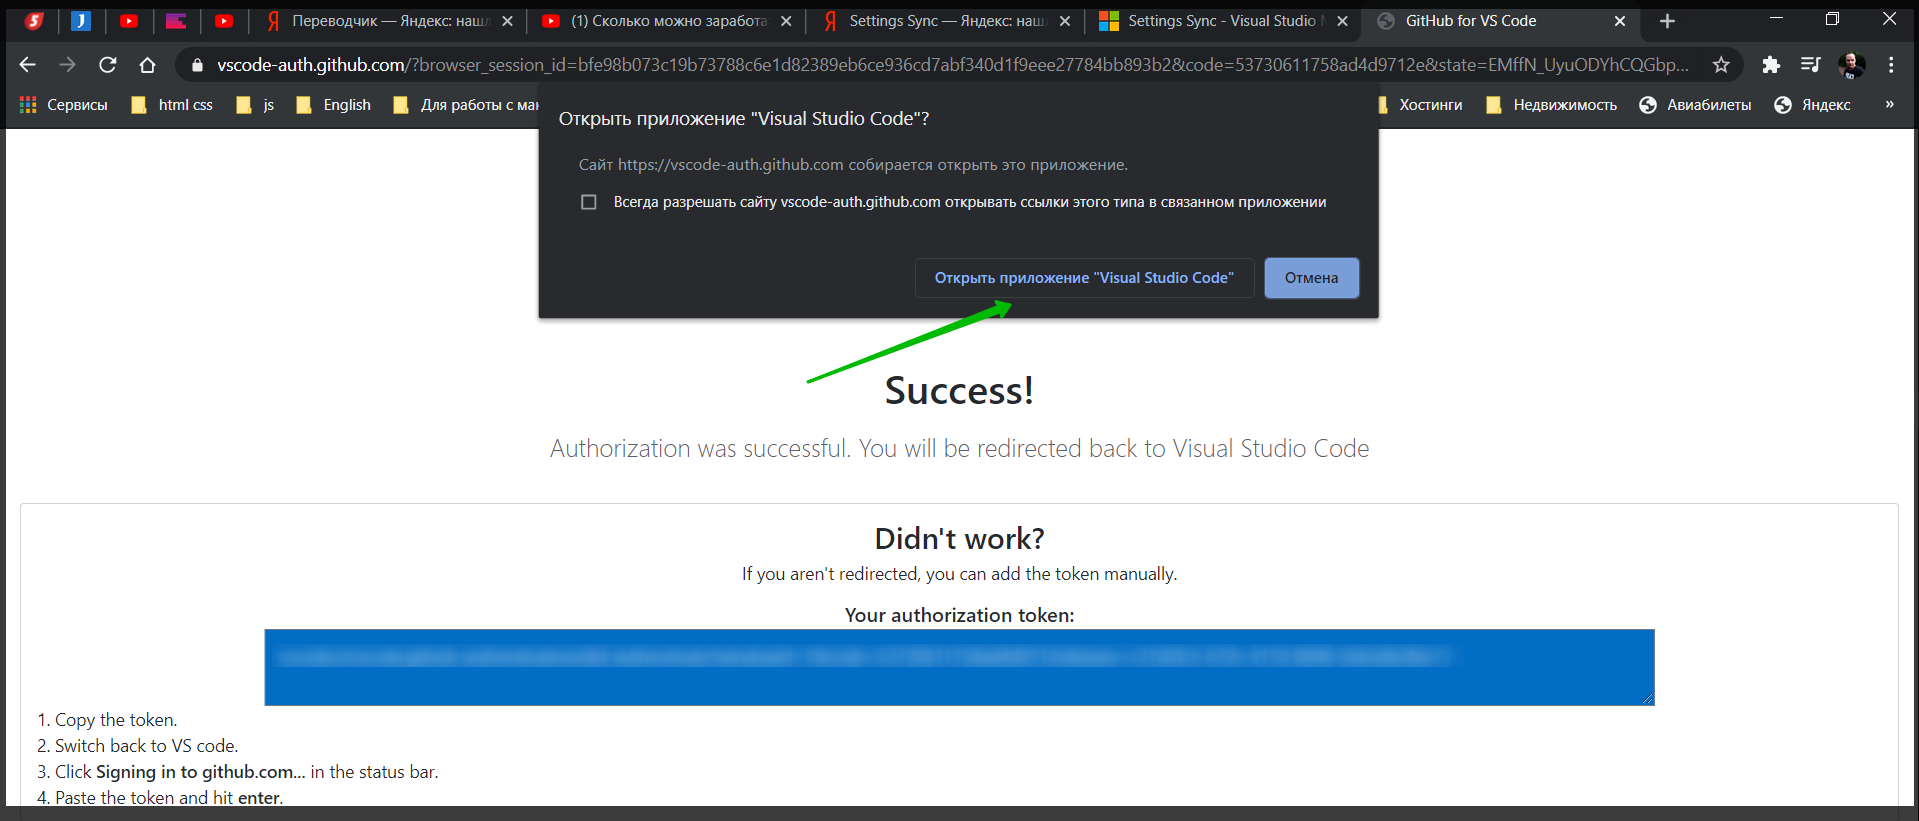 Переводчик — Яндекс: наш
(1) Сколько можно заработа
Settings Sync — Яндекс: наш
Settings Sync - Visual Studio
GitHub for VS Code
vscode-auth.github.com/?browser_session_id=bfe98b073c19b73788c6e1d82389eb6ce936cd7abf340d1f9eee27784bb893b2&code=53730611758ad4d9712e&state=EMffN_UyuODYhCQGbp...
Сервисы html css js English Для работы с мак Хостинги Недвижимость Авиабилеты Яндекс »
Открыть приложение "Visual Studio Code"?
Сайт https://vscode-auth.github.com собирается открыть это приложение.
Всегда разрешать сайту vscode-auth.github.com открывать ссылки этого типа в связанном приложении
Открыть приложение "Visual Studio Code" Отмена
Success!
Authorization was successful. You will be redirected back to Visual Studio Code
Didn't work?
If you aren't redirected, you can add the token manually.
Your authorization token:
1. Copy the token.
2. Switch back to VS code.
3. Click Signing in to github.com... in the status bar.
4. Paste the token and hit enter.